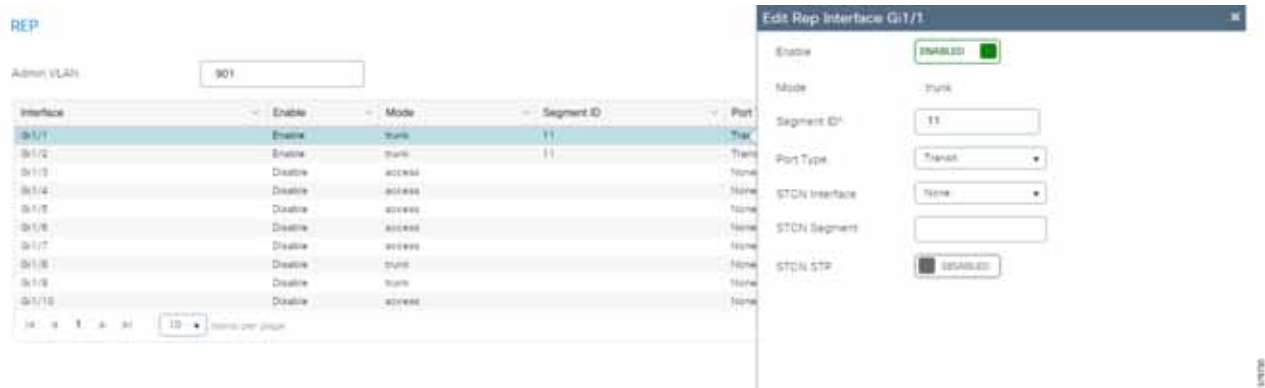 REP
Admin VLAN 901
Interface Enable Mode Segment ID Port
Gi1/1 Enable trunk 11
Gi1/2 Enable trunk 11
Gi1/3 Disable access None
Gi1/4 Disable access None
Gi1/5 Disable access None
Gi1/6 Disable access None
Gi1/7 Disable access None
Gi1/8 Disable trunk None
Gi1/9 Disable trunk None
Gi1/10 Disable access None
1 10 items per page
Edit Rep Interface Gi1/1
Enable ENABLED
Mode trunk
Segment ID* 11
Port Type Transit
STCN Interface None
STCN Segment
STCN STP DISABLED